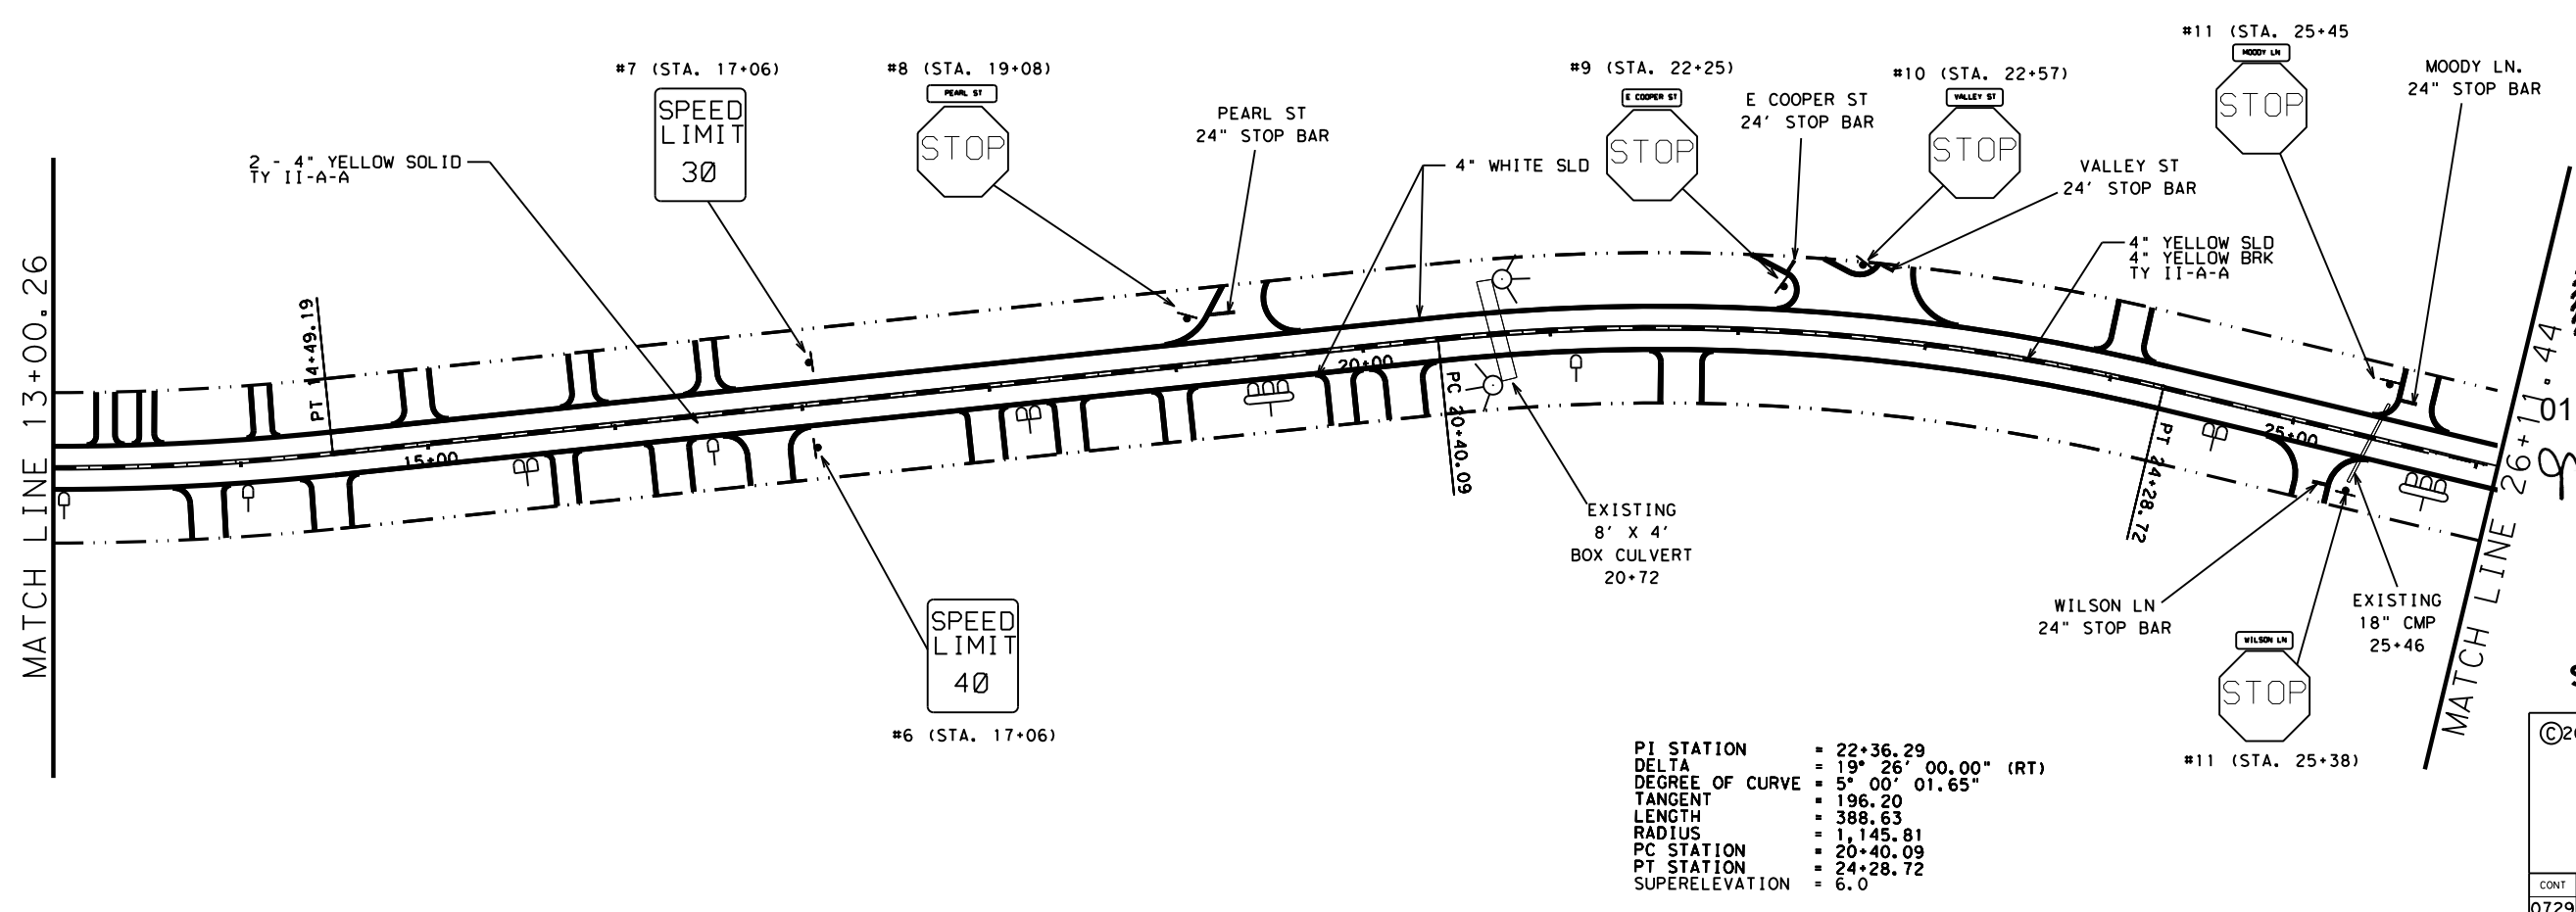 #11 (STA. 25+45
MOODY LN
STOP
MOODY LN.
24" STOP BAR
#7 (STA. 17+06)
SPEED
LIMIT
30
#8 (STA. 19+08)
PEARL ST
STOP
PEARL ST
24" STOP BAR
#9 (STA. 22+25)
E COOPER ST
STOP
E COOPER ST
24' STOP BAR
#10 (STA. 22+57)
VALLEY ST
STOP
VALLEY ST
24' STOP BAR
2 - 4" YELLOW SOLID
TY II-A-A
4" WHITE SLD
4" YELLOW SLD
4" YELLOW BRK
TY II-A-A
MATCH LINE 13+00.26
PT 14+49.19
15+00
20+00
PC 20+40.09
PT 24+28.72
25+00
MATCH LINE 26+11.44
01
EXISTING
8' X 4'
BOX CULVERT
20+72
SPEED
LIMIT
40
#6 (STA. 17+06)
WILSON LN
24" STOP BAR
EXISTING
18" CMP
25+46
WILSON LN
STOP
#11 (STA. 25+38)
PI STATION = 22+36.29
DELTA = 19° 26' 00.00" (RT)
DEGREE OF CURVE = 5° 00' 01.65"
TANGENT = 196.20
LENGTH = 388.63
RADIUS = 1,145.81
PC STATION = 20+40.09
PT STATION = 24+28.72
SUPERELEVATION = 6.0
©20
CONT
0729